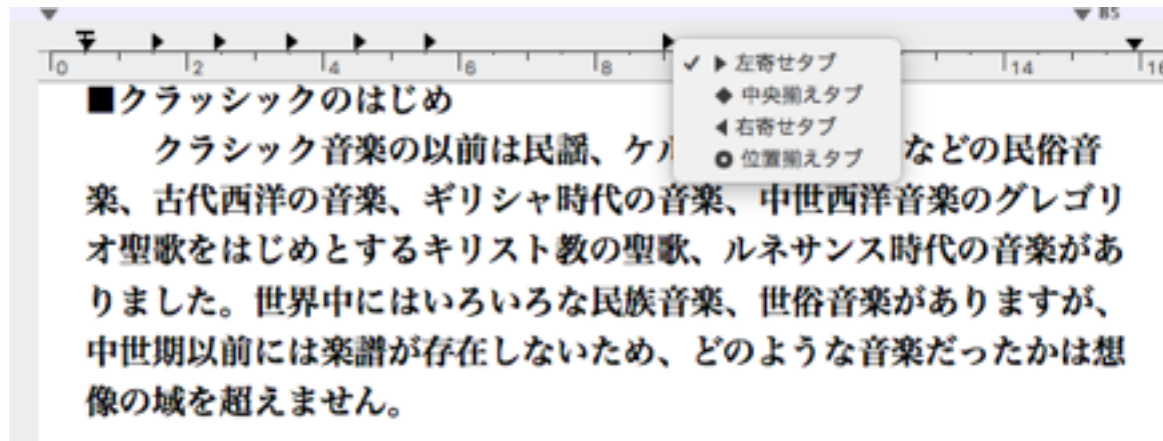 B5
0 2 4 6 8 14 16
✓ ▶ 左寄せタブ
◆ 中央揃えタブ
◀ 右寄せタブ
位置揃えタブ
■クラッシックのはじめ
クラシック音楽の以前は民謡、ケル などの民俗音
楽、古代西洋の音楽、ギリシャ時代の音楽、中世西洋音楽のグレゴリ
オ聖歌をはじめとするキリスト教の聖歌、ルネサンス時代の音楽があ
りました。世界中にはいろいろな民族音楽、世俗音楽がありますが、
中世期以前には楽譜が存在しないため、どのような音楽だったかは想
像の域を超えません。